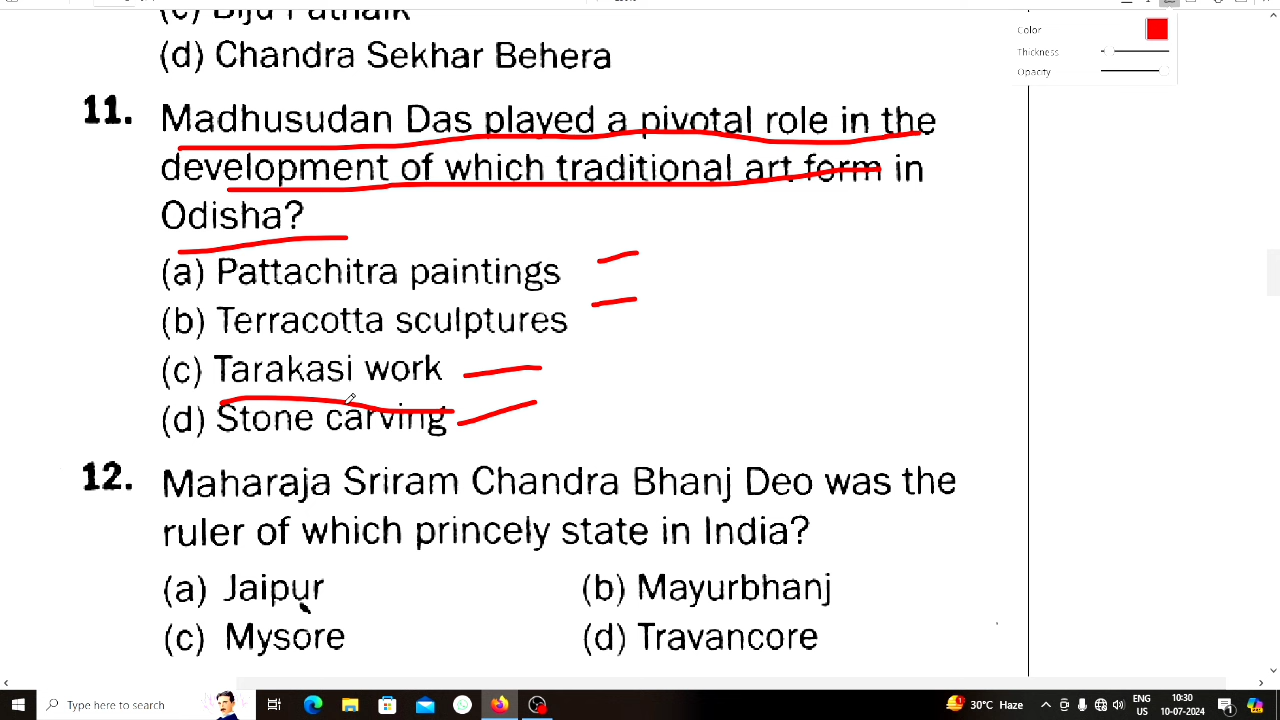 (c) Biju Patnaik
Color
(d) Chandra Sekhar Behera
Thickness
Opacity
11. Madhusudan Das played a pivotal role in the
development of which traditional art form in
Odisha?
(a) Pattachitra paintings
(b) Terracotta sculptures
(c) Tarakasi work
(d) Stone carving
12. Maharaja Sriram Chandra Bhanj Deo was the
ruler of which princely state in India?
(a) Jaipur (b) Mayurbhanj
(c) Mysore (d) Travancore
Type here to search
30°C Haze
ENG
US
10:30
10-07-2024